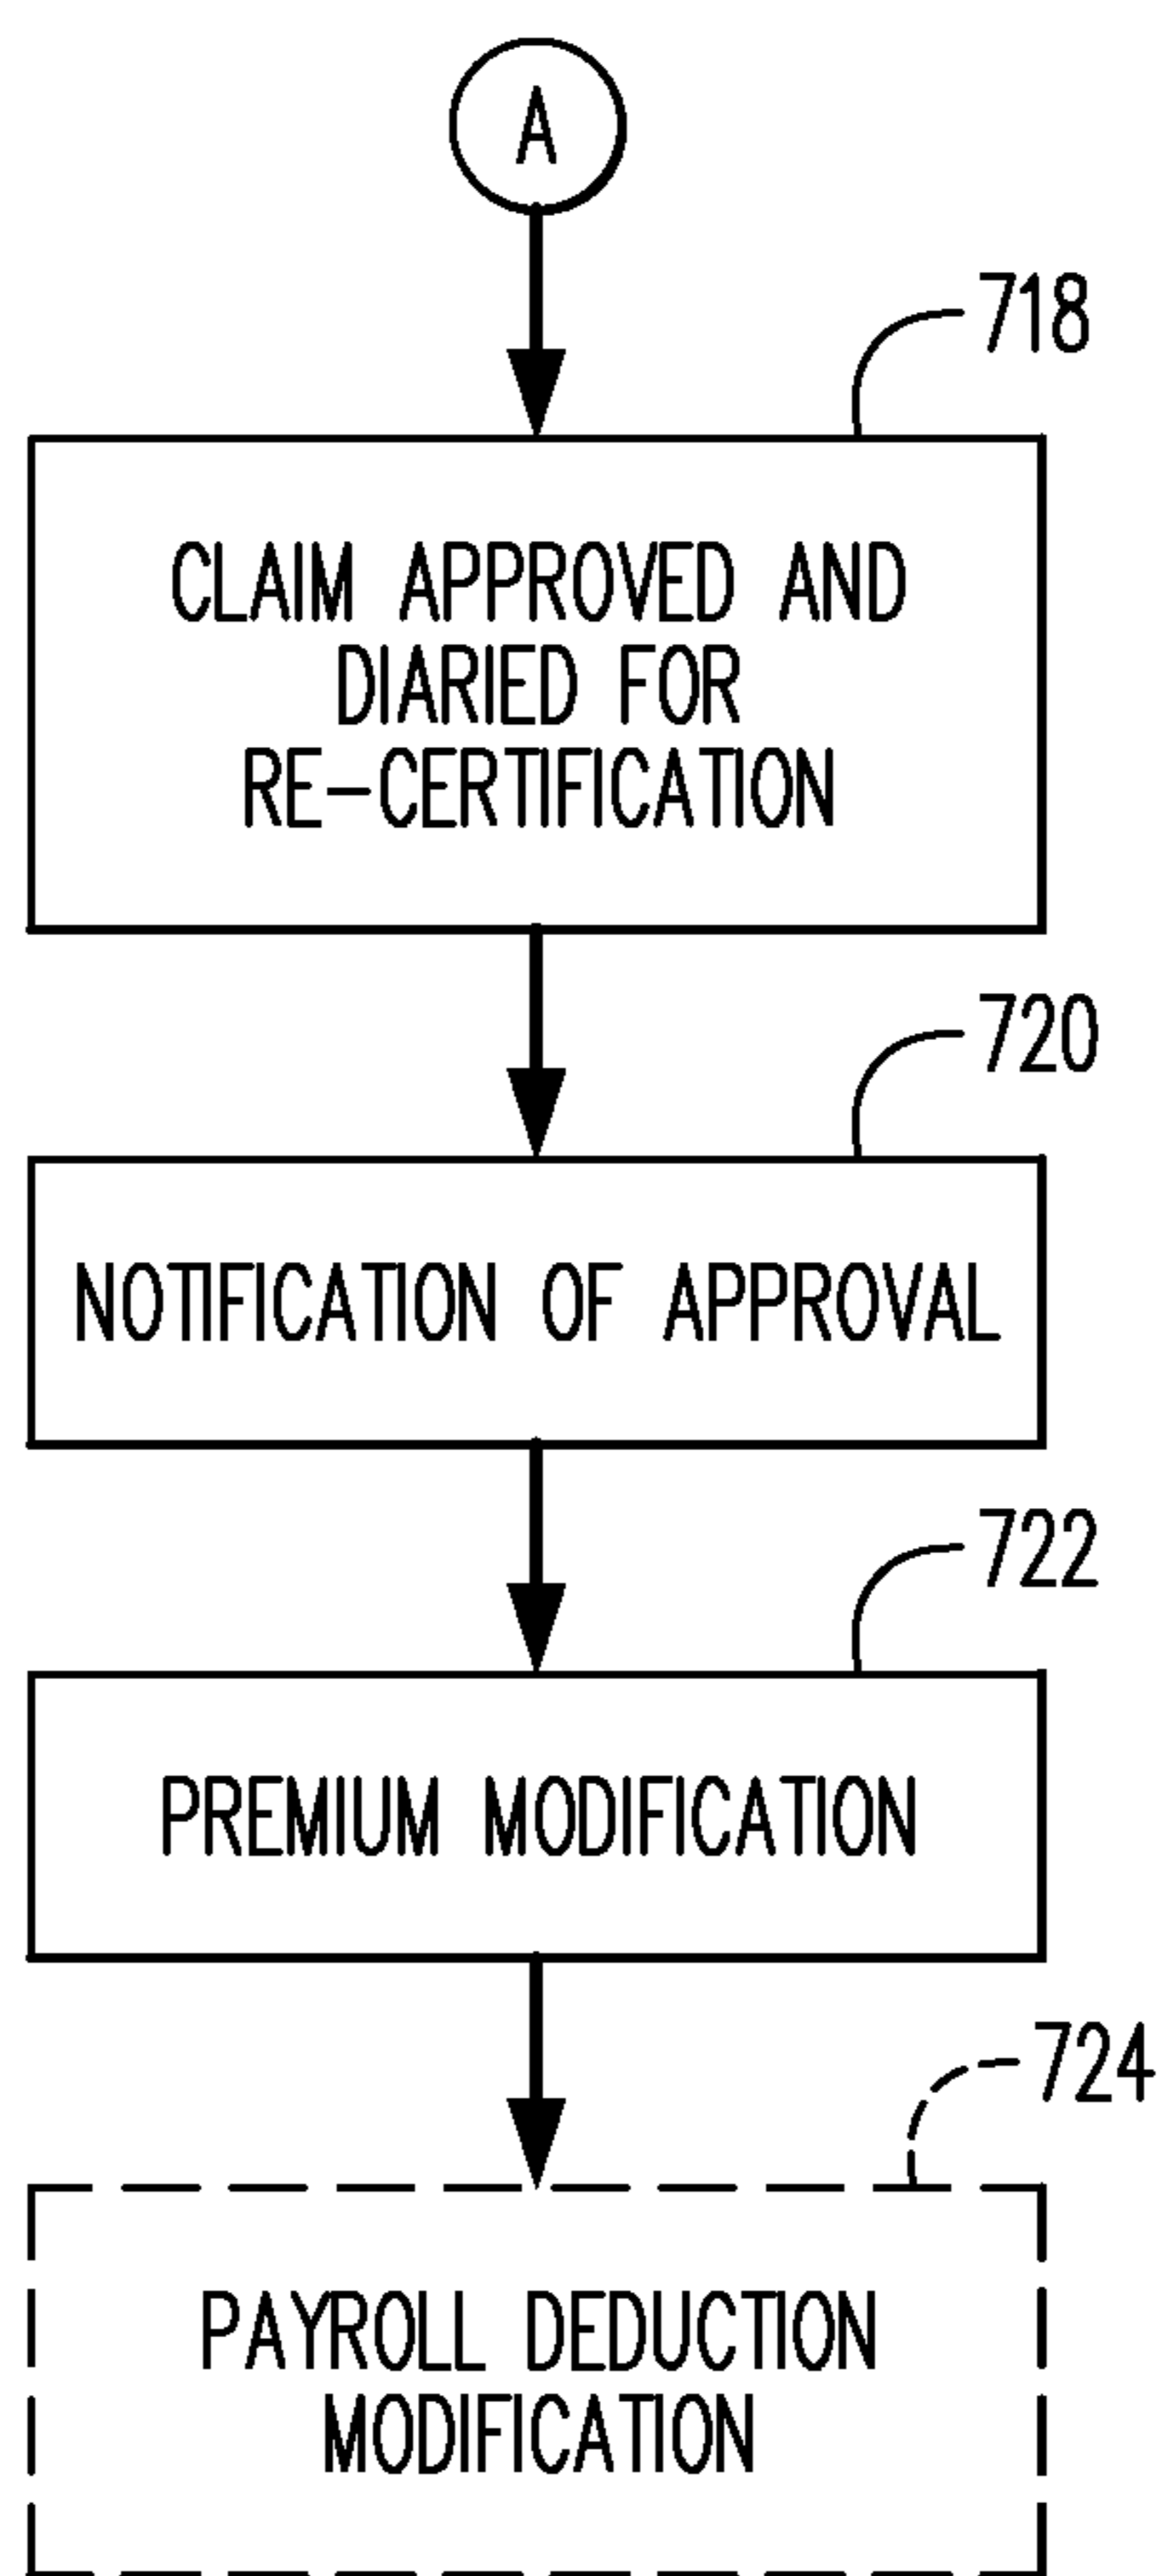 A
718
CLAIM APPROVED AND
DIARIED FOR
RE-CERTIFICATION
720
NOTIFICATION OF APPROVAL
722
PREMIUM MODIFICATION
724
PAYROLL DEDUCTION
MODIFICATION